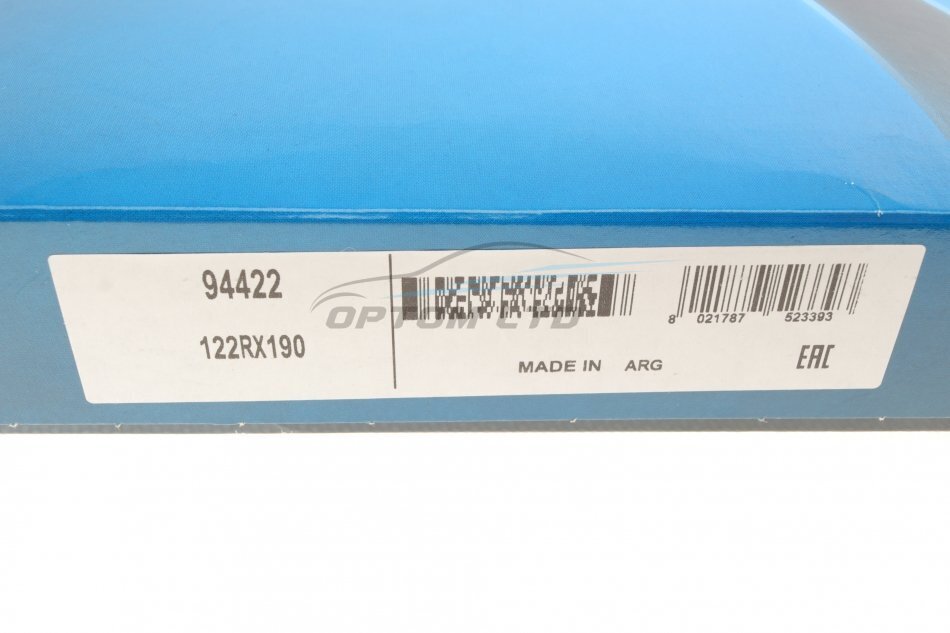 94422
122RX190
OPTOM LTD
8 021787 523393
MADE IN ARG
EAC